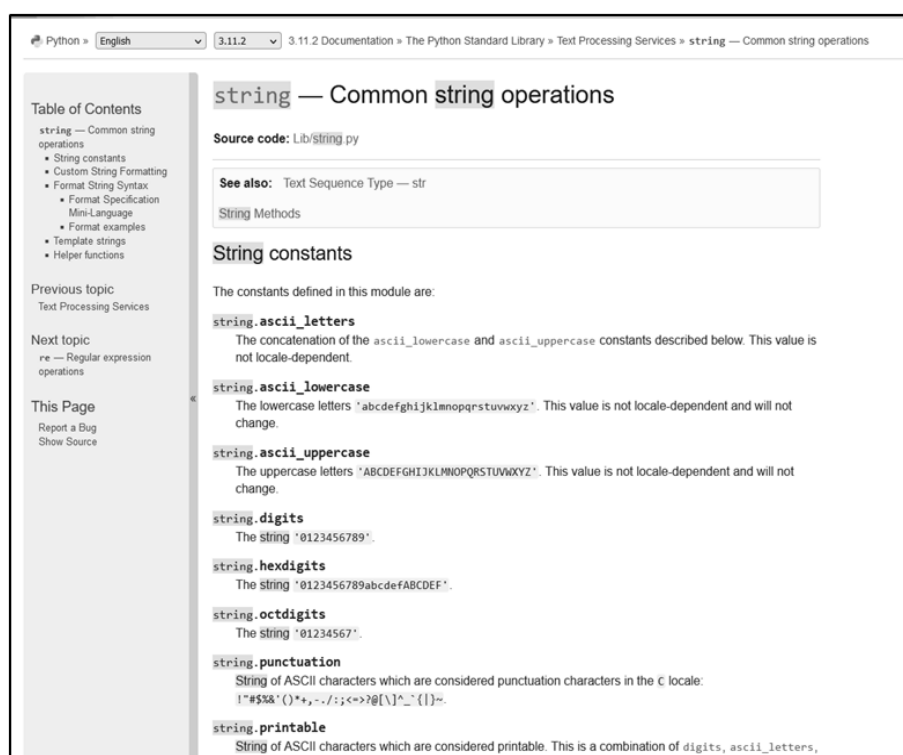 Python » English 3.11.2 3.11.2 Documentation » The Python Standard Library » Text Processing Services » string — Common string operations
Table of Contents
string — Common string
operations
String constants
Custom String Formatting
Format String Syntax
Format Specification
Mini-Language
Format examples
Template strings
Helper functions
Previous topic
Text Processing Services
Next topic
re — Regular expression
operations
This Page
Report a Bug
Show Source
«
string — Common string operations
Source code: Lib/string.py
See also: Text Sequence Type — str
String Methods
String constants
The constants defined in this module are:
string.ascii_letters
The concatenation of the ascii_lowercase and ascii_uppercase constants described below. This value is
not locale-dependent.
string.ascii_lowercase
The lowercase letters 'abcdefghijklmnopqrstuvwxyz'. This value is not locale-dependent and will not
change.
string.ascii_uppercase
The uppercase letters 'ABCDEFGHIJKLMNOPQRSTUVWXYZ'. This value is not locale-dependent and will not
change.
string.digits
The string '0123456789'.
string.hexdigits
The string '0123456789abcdefABCDEF'.
string.octdigits
The string '01234567'.
string.punctuation
String of ASCII characters which are considered punctuation characters in the C locale:
!"#$%&'()*+,-./:;<=>?@[\]^_`{|}~.
string.printable
String of ASCII characters which are considered printable. This is a combination of digits, ascii_letters,